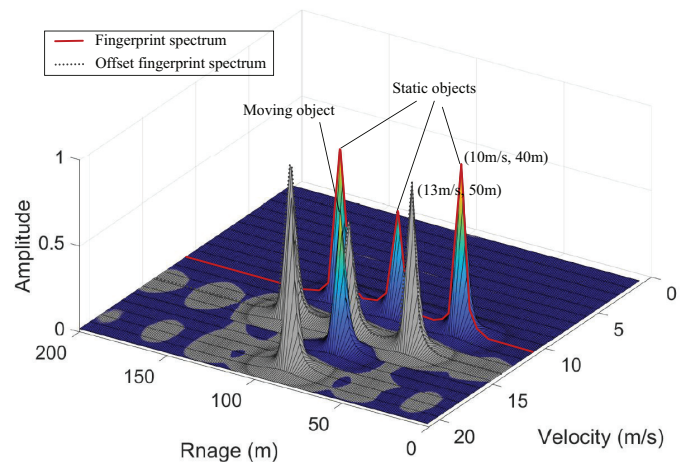 Fingerprint spectrum
Offset fingerprint spectrum
Static objects
Moving object
(10m/s, 40m)
(13m/s, 50m)
1
0.5
0
Amplitude
200
150
100
50
0
Rnage (m)
0
5
10
15
20
Velocity (m/s)